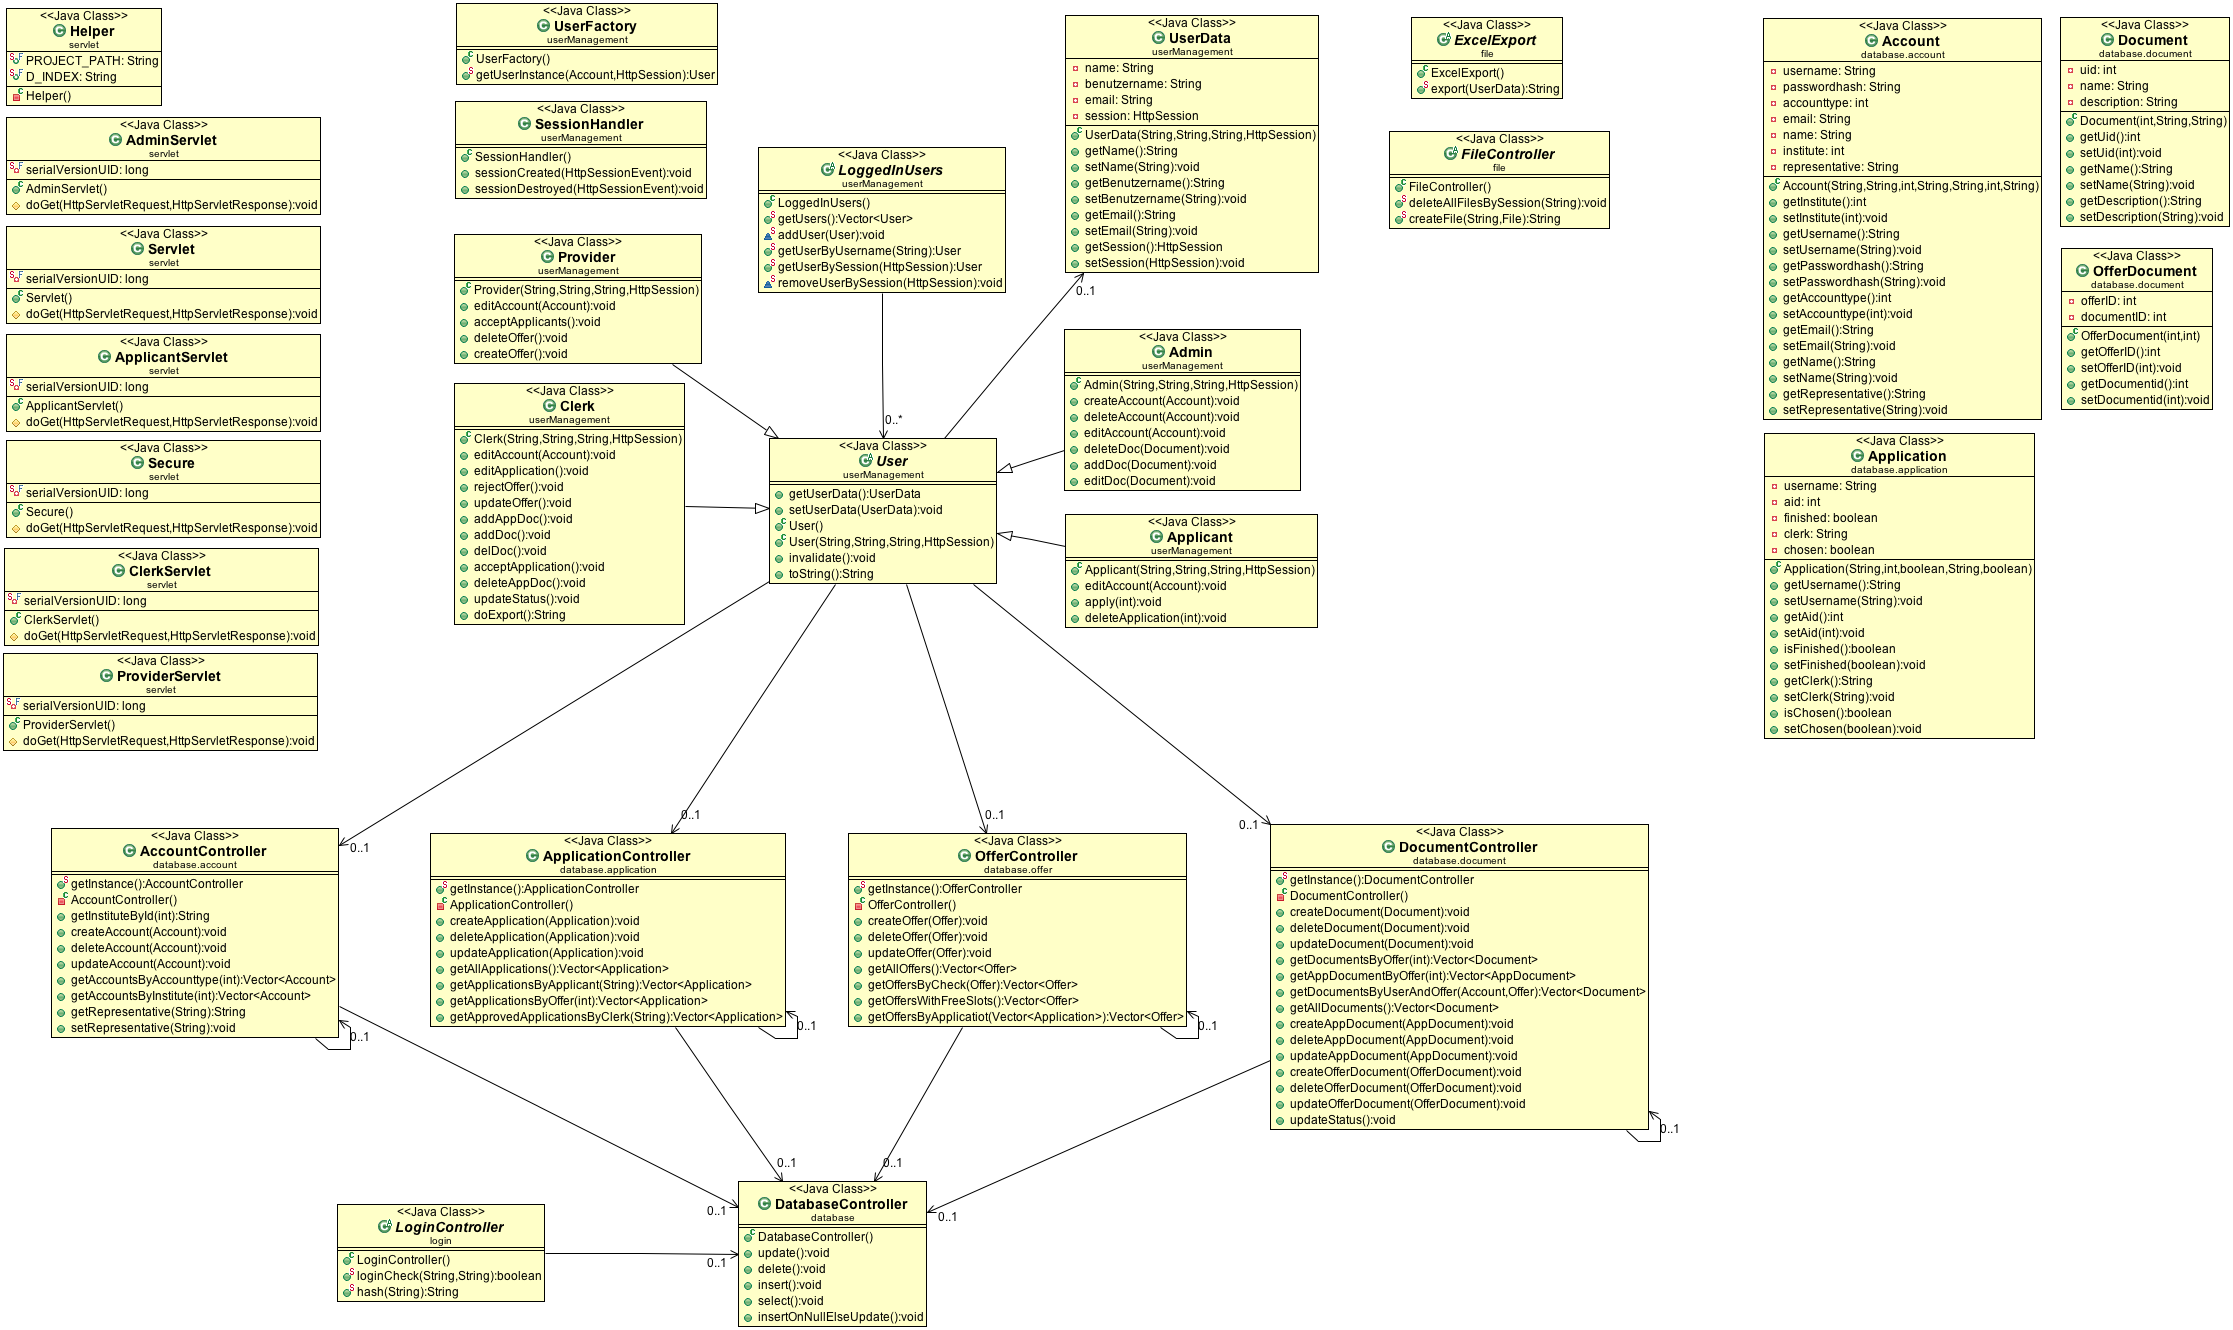 <<Java Class>>
Helper
servlet
PROJECT_PATH: String
D_INDEX: String
Helper()
<<Java Class>>
AdminServlet
servlet
serialVersionUID: long
AdminServlet()
doGet(HttpServletRequest,HttpServletResponse):void
<<Java Class>>
Servlet
servlet
serialVersionUID: long
Servlet()
doGet(HttpServletRequest,HttpServletResponse):void
<<Java Class>>
ApplicantServlet
servlet
serialVersionUID: long
ApplicantServlet()
doGet(HttpServletRequest,HttpServletResponse):void
<<Java Class>>
Secure
servlet
serialVersionUID: long
Secure()
doGet(HttpServletRequest,HttpServletResponse):void
<<Java Class>>
ClerkServlet
servlet
serialVersionUID: long
ClerkServlet()
doGet(HttpServletRequest,HttpServletResponse):void
<<Java Class>>
ProviderServlet
servlet
serialVersionUID: long
ProviderServlet()
doGet(HttpServletRequest,HttpServletResponse):void
<<Java Class>>
UserFactory
userManagement
UserFactory()
getUserInstance(Account,HttpSession):User
<<Java Class>>
SessionHandler
userManagement
SessionHandler()
sessionCreated(HttpSessionEvent):void
sessionDestroyed(HttpSessionEvent):void
<<Java Class>>
Provider
userManagement
Provider(String,String,String,HttpSession)
editAccount(Account):void
acceptApplicants():void
deleteOffer():void
createOffer():void
<<Java Class>>
Clerk
userManagement
Clerk(String,String,String,HttpSession)
editAccount(Account):void
editApplication():void
rejectOffer():void
updateOffer():void
addAppDoc():void
addDoc():void
delDoc():void
acceptApplication():void
deleteAppDoc():void
updateStatus():void
doExport():String
<<Java Class>>
LoggedInUsers
userManagement
LoggedInUsers()
getUsers():Vector<User>
addUser(User):void
getUserByUsername(String):User
getUserBySession(HttpSession):User
removeUserBySession(HttpSession):void
0..*
<<Java Class>>
User
userManagement
getUserData():UserData
setUserData(UserData):void
User()
User(String,String,String,HttpSession)
invalidate():void
toString():String
<<Java Class>>
UserData
userManagement
name: String
benutzername: String
email: String
session: HttpSession
UserData(String,String,String,HttpSession)
getName():String
setName(String):void
getBenutzername():String
setBenutzername(String):void
getEmail():String
setEmail(String):void
getSession():HttpSession
setSession(HttpSession):void
0..1
<<Java Class>>
Admin
userManagement
Admin(String,String,String,HttpSession)
createAccount(Account):void
deleteAccount(Account):void
editAccount(Account):void
deleteDoc(Document):void
addDoc(Document):void
editDoc(Document):void
<<Java Class>>
Applicant
userManagement
Applicant(String,String,String,HttpSession)
editAccount(Account):void
apply(int):void
deleteApplication(int):void
<<Java Class>>
ExcelExport
file
ExcelExport()
export(UserData):String
<<Java Class>>
FileController
file
FileController()
deleteAllFilesBySession(String):void
createFile(String,File):String
<<Java Class>>
Account
database.account
username: String
passwordhash: String
accounttype: int
email: String
name: String
institute: int
representative: String
Account(String,String,int,String,String,int,String)
getInstitute():int
setInstitute(int):void
getUsername():String
setUsername(String):void
getPasswordhash():String
setPasswordhash(String):void
getAccounttype():int
setAccounttype(int):void
getEmail():String
setEmail(String):void
getName():String
setName(String):void
getRepresentative():String
setRepresentative(String):void
<<Java Class>>
Document
database.document
uid: int
name: String
description: String
Document(int,String,String)
getUid():int
setUid(int):void
getName():String
setName(String):void
getDescription():String
setDescription(String):void
<<Java Class>>
OfferDocument
database.document
offerID: int
documentID: int
OfferDocument(int,int)
getOfferID():int
setOfferID(int):void
getDocumentid():int
setDocumentid(int):void
<<Java Class>>
Application
database.application
username: String
aid: int
finished: boolean
clerk: String
chosen: boolean
Application(String,int,boolean,String,boolean)
getUsername():String
setUsername(String):void
getAid():int
setAid(int):void
isFinished():boolean
setFinished(boolean):void
getClerk():String
setClerk(String):void
isChosen():boolean
setChosen(boolean):void
0..1
<<Java Class>>
AccountController
database.account
getInstance():AccountController
AccountController()
getInstituteById(int):String
createAccount(Account):void
deleteAccount(Account):void
updateAccount(Account):void
getAccountsByAccounttype(int):Vector<Account>
getAccountsByInstitute(int):Vector<Account>
getRepresentative(String):String
setRepresentative(String):void
0..1
0..1
<<Java Class>>
ApplicationController
database.application
getInstance():ApplicationController
ApplicationController()
createApplication(Application):void
deleteApplication(Application):void
updateApplication(Application):void
getAllApplications():Vector<Application>
getApplicationsByApplicant(String):Vector<Application>
getApplicationsByOffer(int):Vector<Application>
getApprovedApplicationsByClerk(String):Vector<Application>
0..1
0..1
<<Java Class>>
OfferController
database.offer
getInstance():OfferController
OfferController()
createOffer(Offer):void
deleteOffer(Offer):void
updateOffer(Offer):void
getAllOffers():Vector<Offer>
getOffersByCheck(Offer):Vector<Offer>
getOffersWithFreeSlots():Vector<Offer>
getOffersByApplicatiot(Vector<Application>):Vector<Offer>
0..1
0..1
<<Java Class>>
DocumentController
database.document
getInstance():DocumentController
DocumentController()
createDocument(Document):void
deleteDocument(Document):void
updateDocument(Document):void
getDocumentsByOffer(int):Vector<Document>
getAppDocumentByOffer(int):Vector<AppDocument>
getDocumentsByUserAndOffer(Account,Offer):Vector<Document>
getAllDocuments():Vector<Document>
createAppDocument(AppDocument):void
deleteAppDocument(AppDocument):void
updateAppDocument(AppDocument):void
createOfferDocument(OfferDocument):void
deleteOfferDocument(OfferDocument):void
updateOfferDocument(OfferDocument):void
updateStatus():void
0..1
<<Java Class>>
LoginController
login
LoginController()
loginCheck(String,String):boolean
hash(String):String
0..1
0..1
0..1
0..1
0..1
<<Java Class>>
DatabaseController
database
DatabaseController()
update():void
delete():void
insert():void
select():void
insertOnNullElseUpdate():void